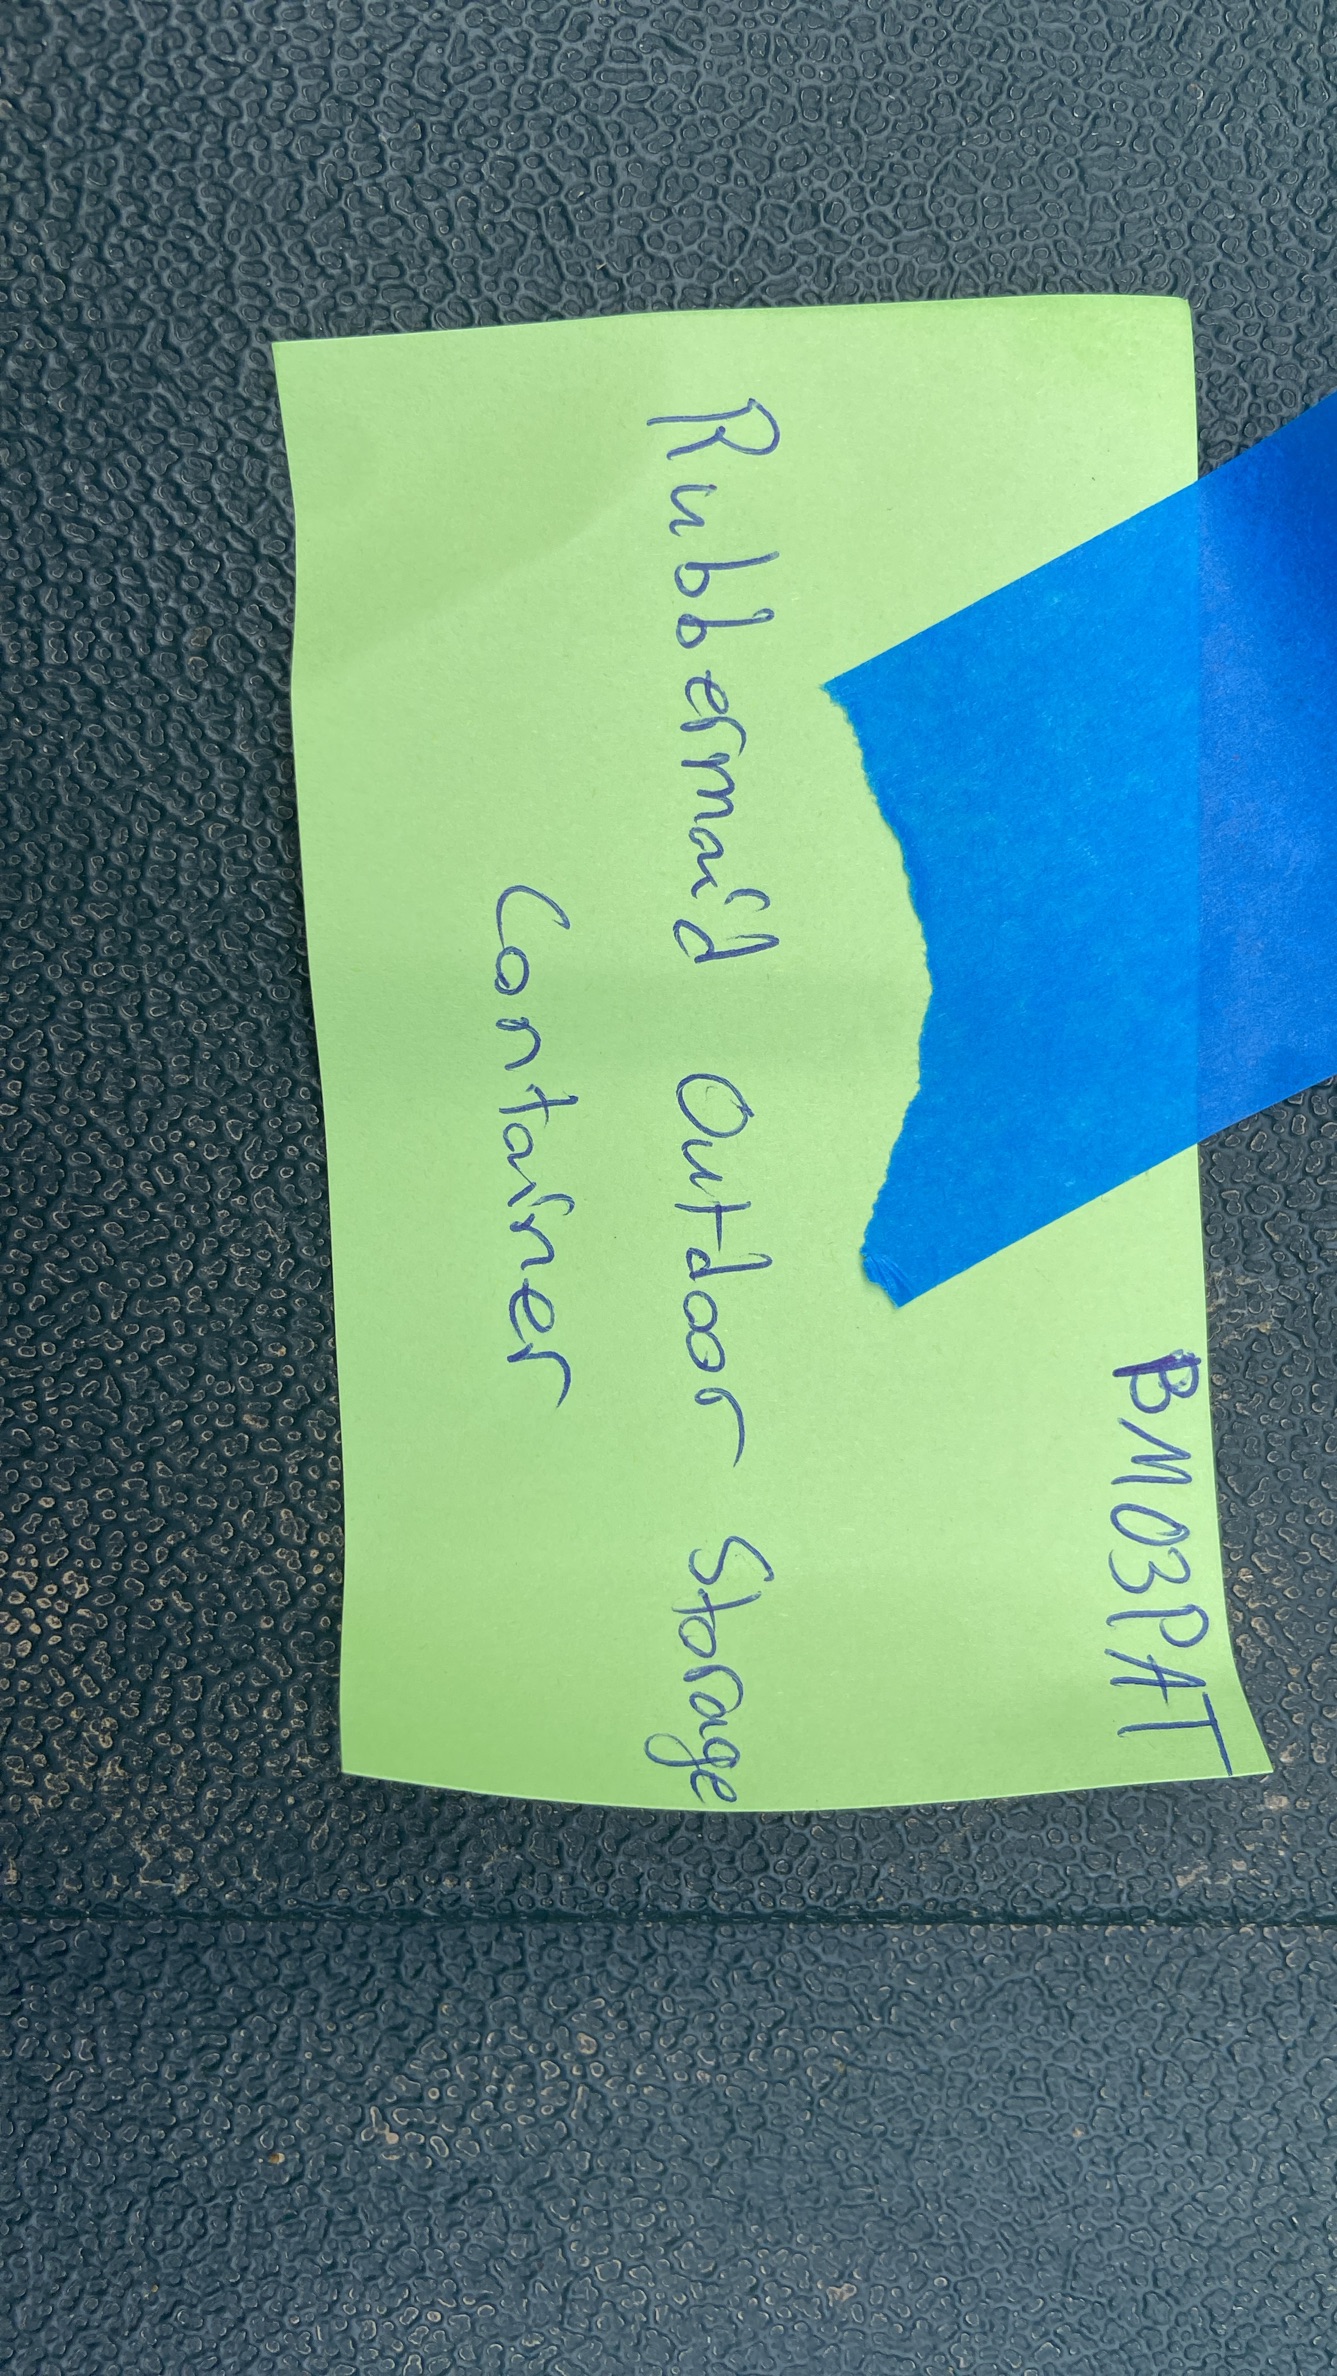 BM03PAT
Rubbermaid Outdoor Storage
Container